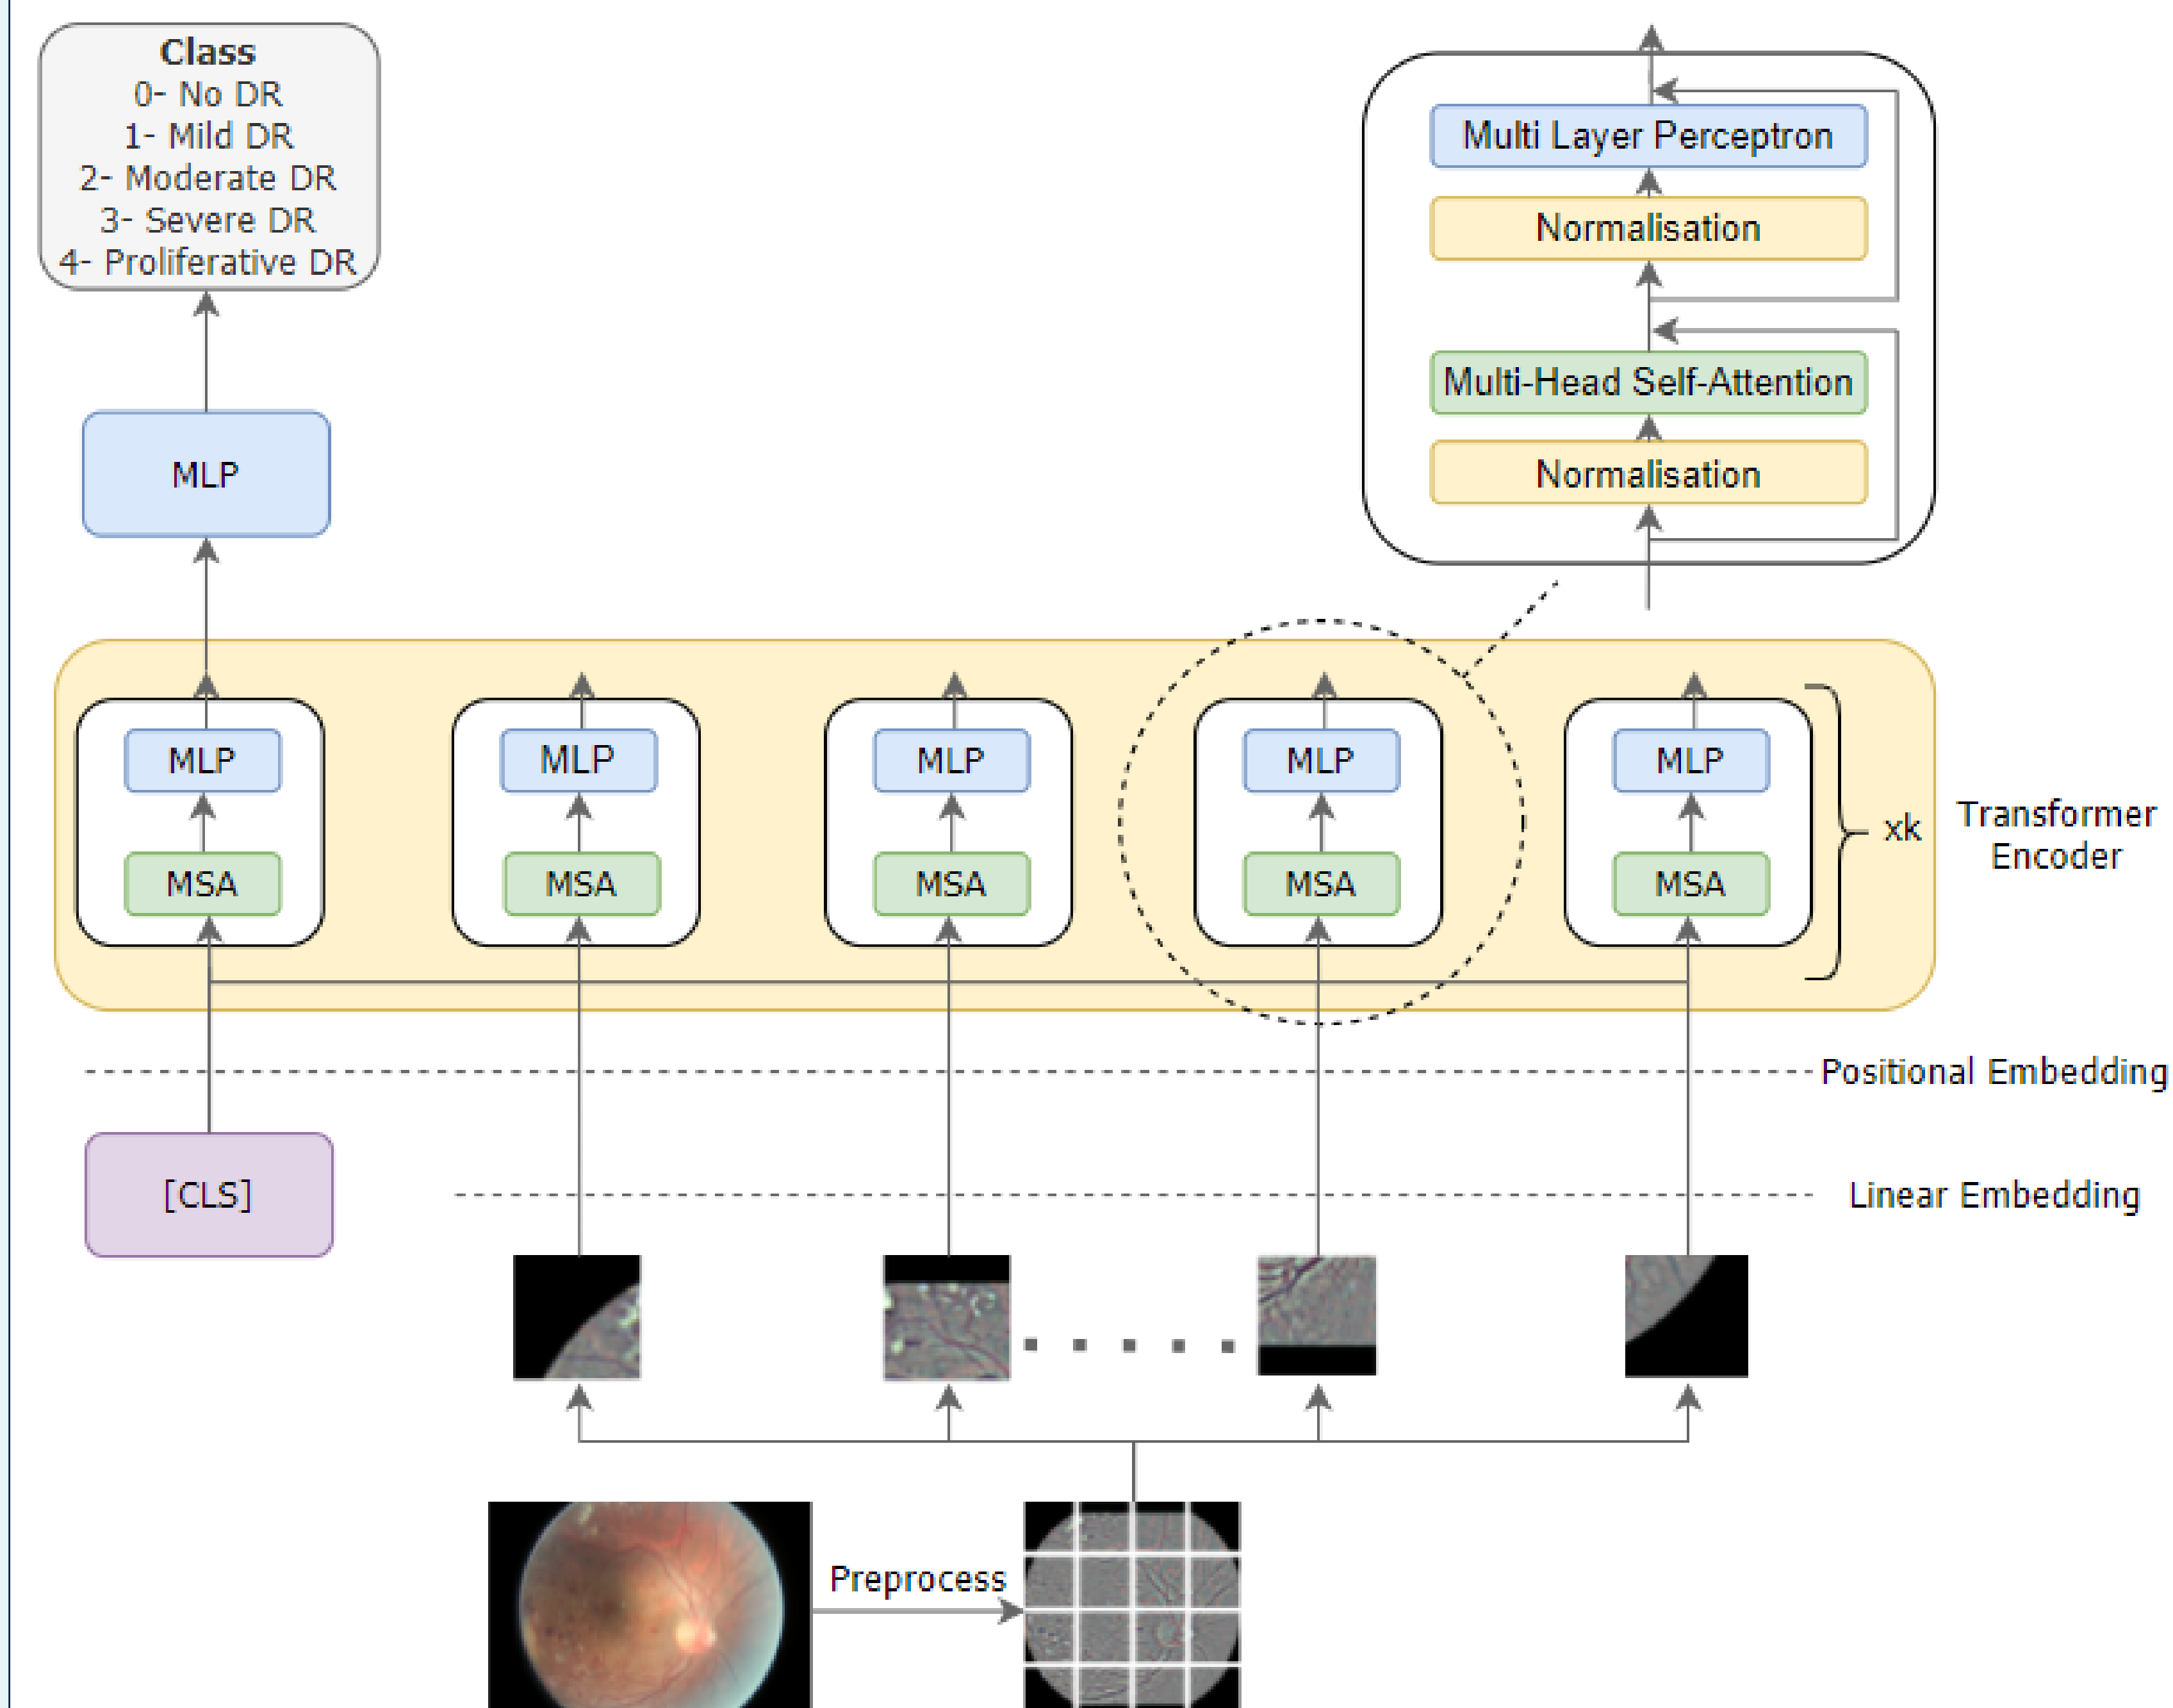 Class
0- No DR
1- Mild DR
2- Moderate DR
3- Severe DR
4- Proliferative DR
Multi Layer Perceptron
Normalisation
Multi-Head Self-Attention
Normalisation
MLP
MLP
MLP
MLP
MLP
MLP
MSA
MSA
MSA
MSA
MSA
xk
Transformer
Encoder
Positional Embedding
[CLS]
Linear Embedding
Preprocess